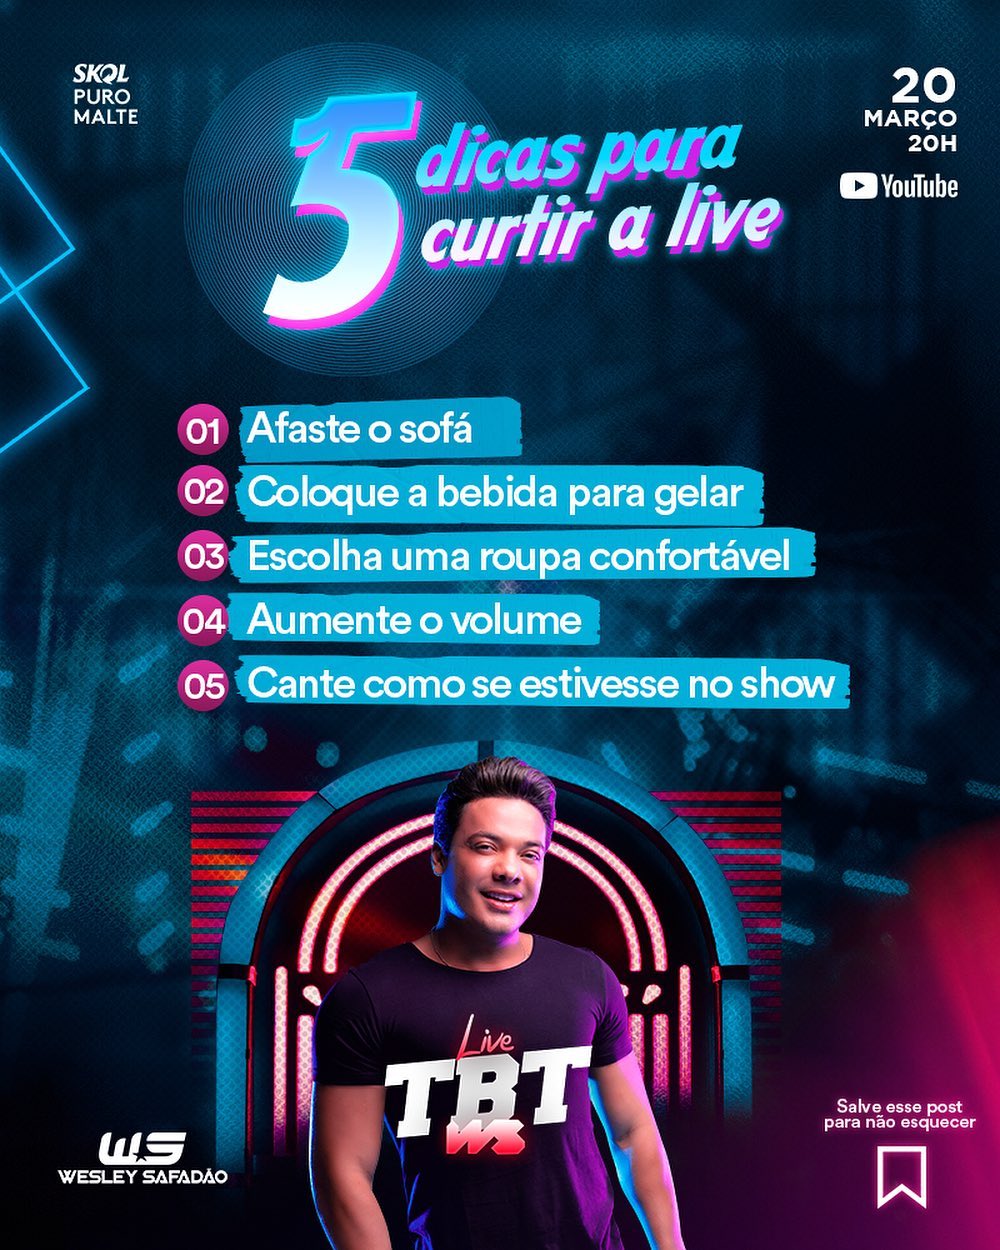 SKOL
PURO
MALTE
20
MARÇO
20H
YouTube
5 dicas para
curtir a live
01 Afaste o sofá
02 Coloque a bebida para gelar
03 Escolha uma roupa confortável
04 Aumente o volume
05 Cante como se estivesse no show
Live
TBT
WS
WS
WESLEY SAFADÃO
Salve esse post
para não esquecer